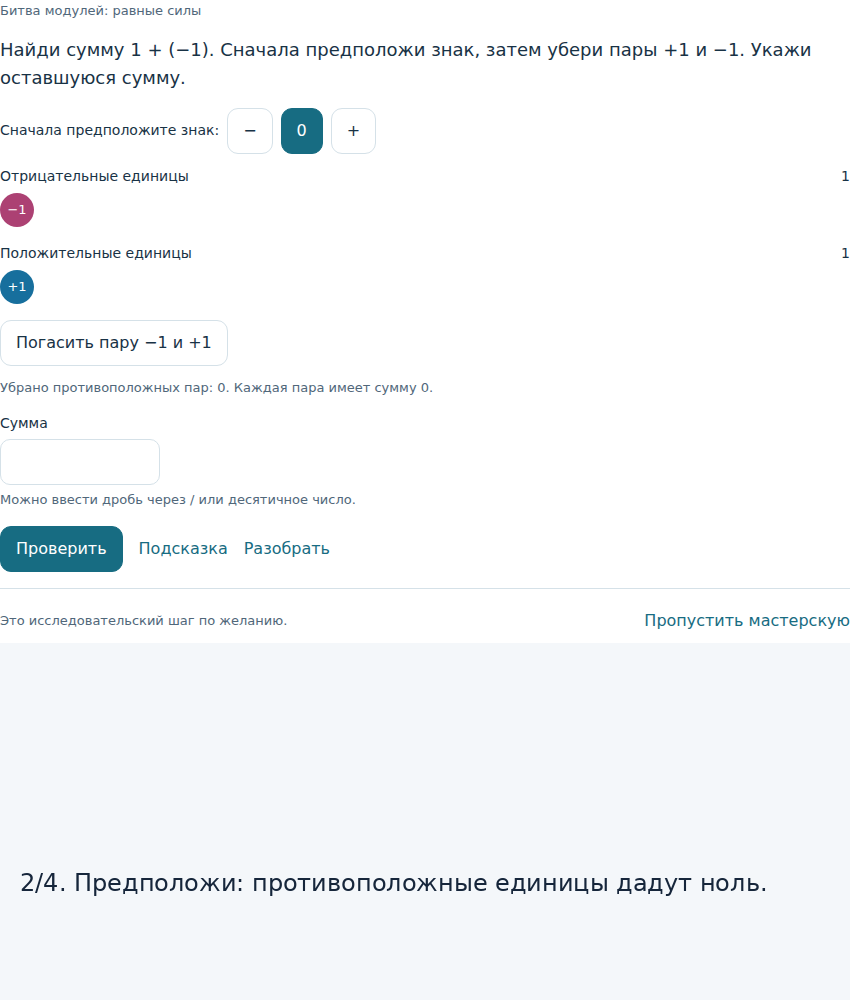 Битва модулей: равные силы
Найди сумму 1 + (−1). Сначала предположи знак, затем убери пары +1 и −1. Укажи
оставшуюся сумму.
Сначала предположите знак: − 0 +
Отрицательные единицы 1
−1
Положительные единицы 1
+1
Погасить пару −1 и +1
Убрано противоположных пар: 0. Каждая пара имеет сумму 0.
Сумма
Можно ввести дробь через / или десятичное число.
Проверить Подсказка Разобрать
Это исследовательский шаг по желанию. Пропустить мастерскую
2/4. Предположи: противоположные единицы дадут ноль.